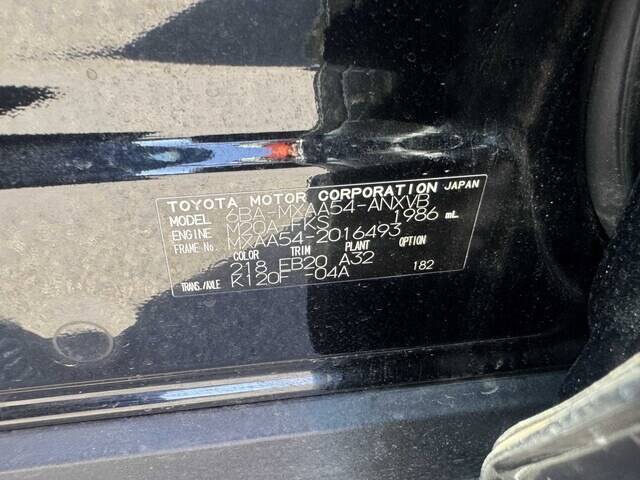 TOYOTA MOTOR CORPORATION JAPAN
MODEL 6BA-MXAA54-ANXVB
ENGINE M20A-FKS 1986 mL
FRAME No. MXAA54-2016493
COLOR TRIM PLANT OPTION
218 EB20 A32
TRANS./AXLE K120F -04A 182